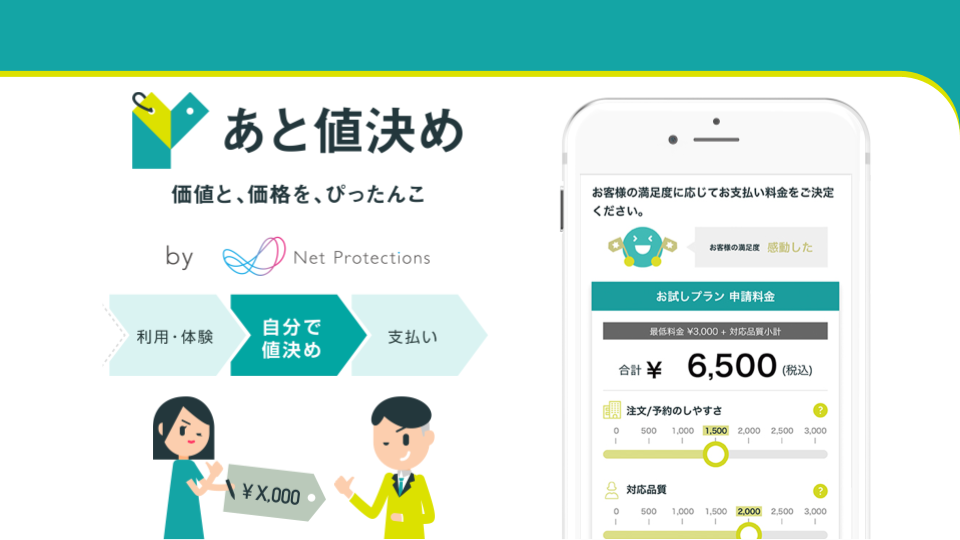 あと値決め
価値と、価格を、ぴったんこ
by Net Protections
利用・体験
自分で
値決め
支払い
¥X,000
お客様の満足度に応じてお支払い料金をご決定
ください。
お客様の満足度 感動した
お試しプラン 申請料金
最低料金 ¥3,000 + 対応品質小計
合計 ¥ 6,500 (税込)
注文/予約のしやすさ ?
0 500 1,000 1,500 2,000 2,500 3,000
対応品質 ?
0 500 1,000 1,500 2,000 2,500 3,000